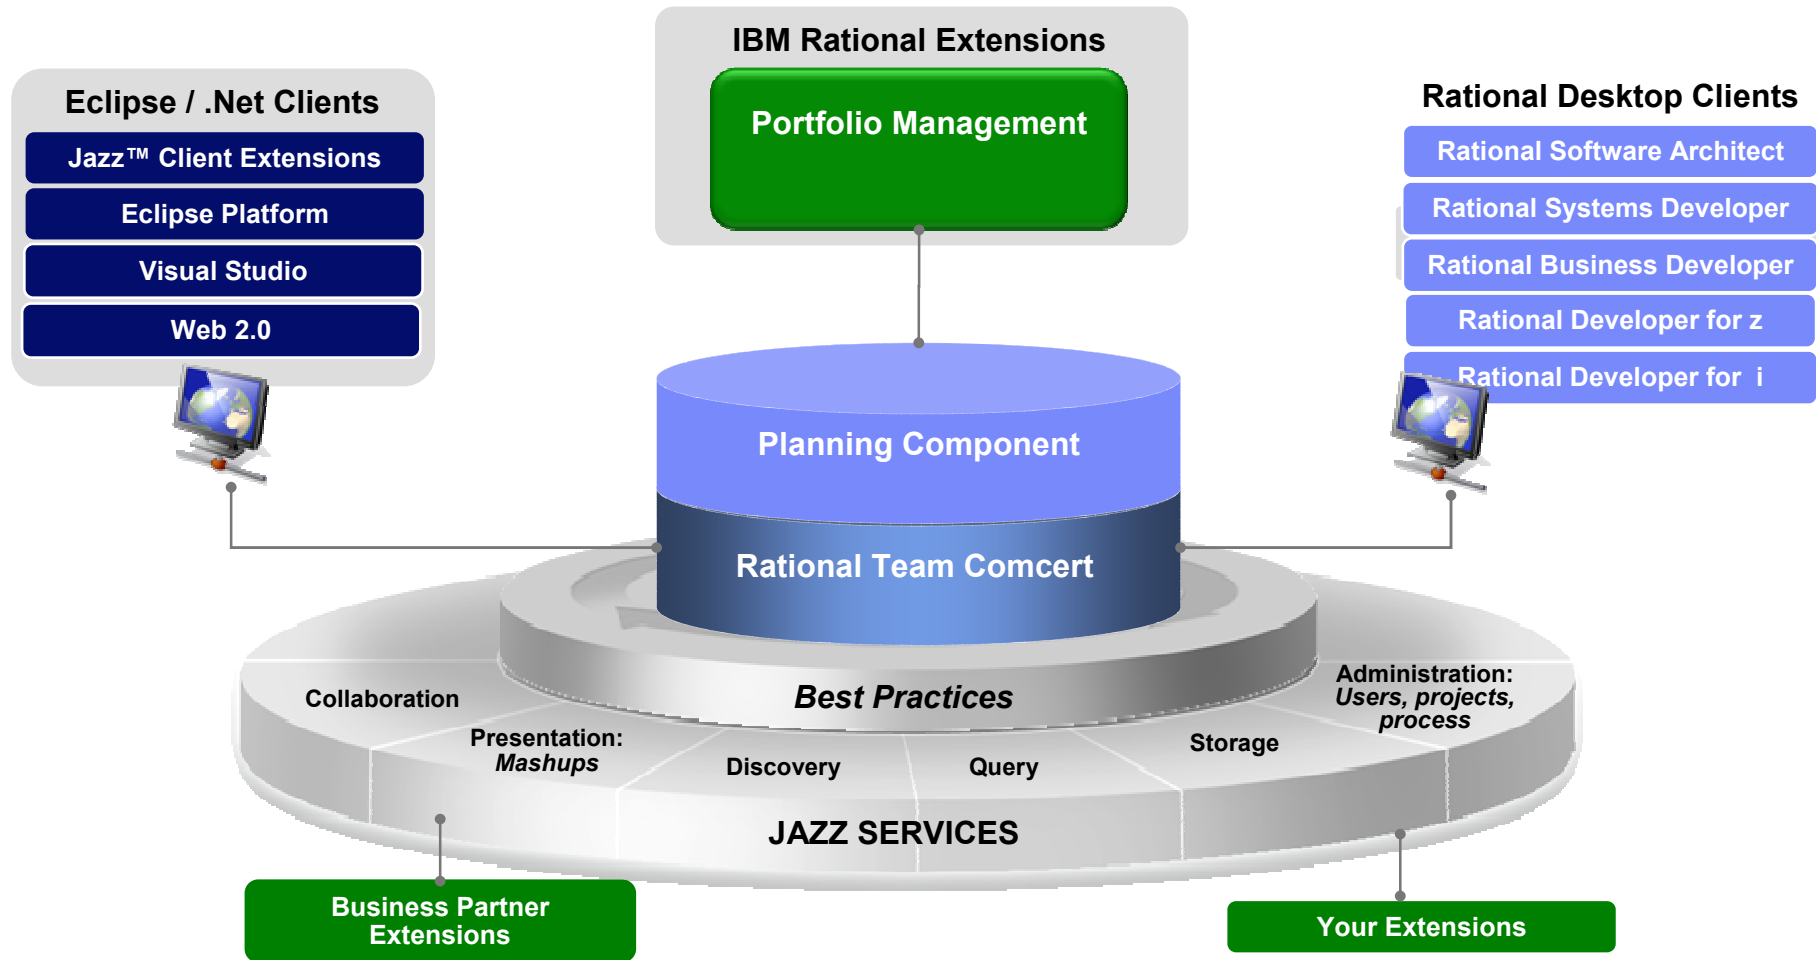 IBM Rational Extensions
Portfolio Management
Eclipse / .Net Clients
Jazz™ Client Extensions
Eclipse Platform
Visual Studio
Web 2.0
Rational Desktop Clients
Rational Software Architect
Rational Systems Developer
Rational Business Developer
Rational Developer for z
Rational Developer for i
Planning Component
Rational Team Comcert
Best Practices
Collaboration
Presentation:
Mashups
Discovery
Query
Storage
Administration:
Users, projects,
process
JAZZ SERVICES
Business Partner
Extensions
Your Extensions